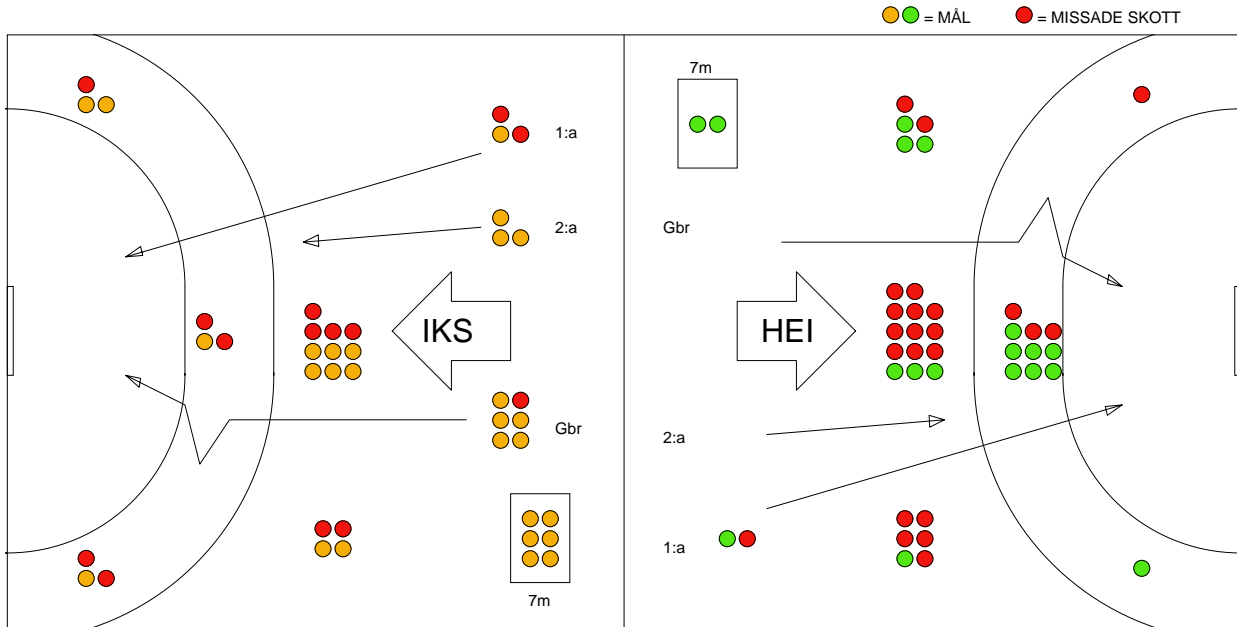 = MÅL = MISSADE SKOTT
7m
1:a
2:a
Gbr
IKS
HEI
Gbr
2:a
1:a
7m